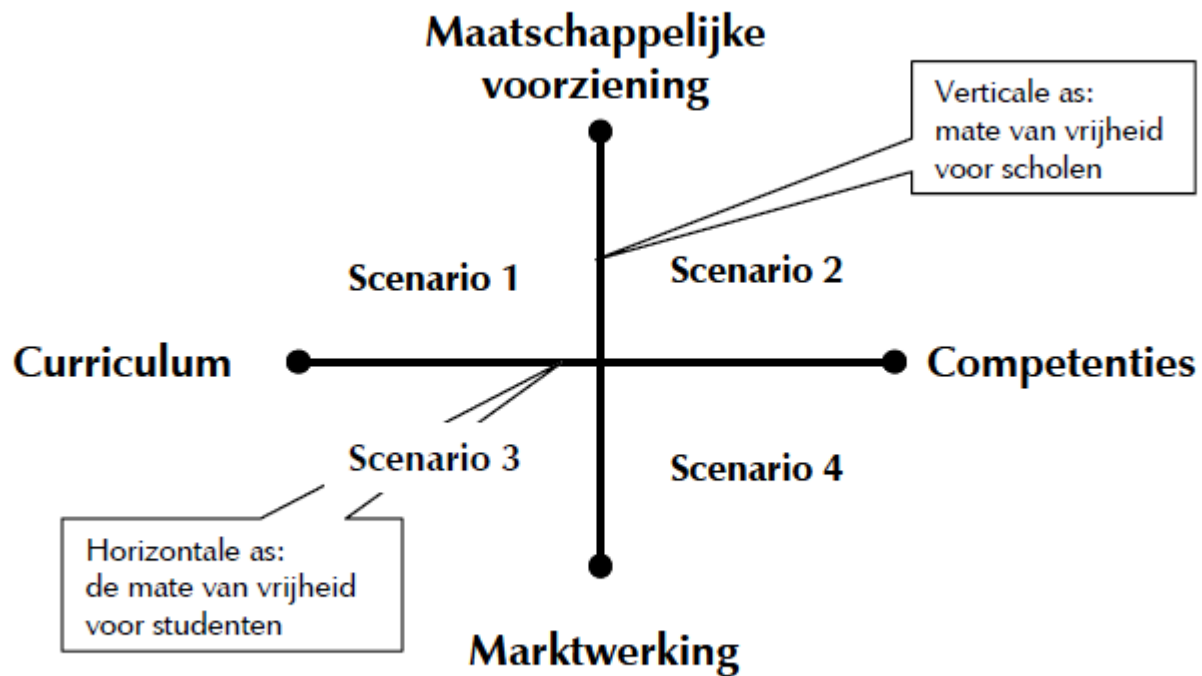 Maatschappelijke
voorziening
Verticale as:
mate van vrijheid
voor scholen
Scenario 1
Scenario 2
Curriculum
Competenties
Scenario 3
Scenario 4
Horizontale as:
de mate van vrijheid
voor studenten
Marktwerking